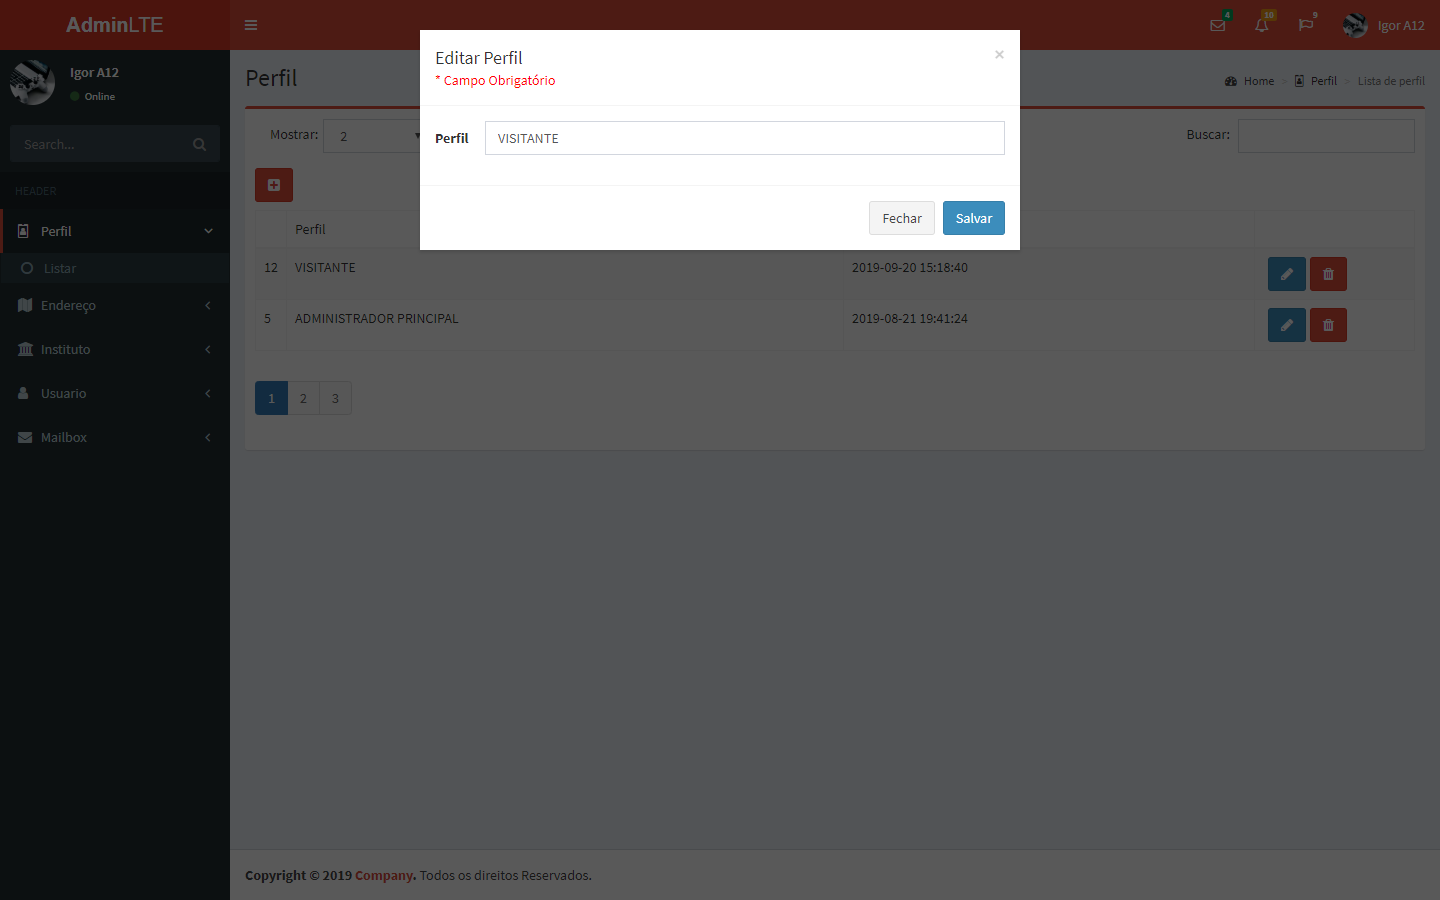 AdminLTE
4
10
9
Igor A12
Igor A12
Online
Search...
HEADER
Perfil
Listar
Endereço
Instituto
Usuario
Mailbox
Perfil
Home > Perfil > Lista de perfil
Mostrar: 2
Buscar:
Editar Perfil ×
* Campo Obrigatório
Perfil VISITANTE
Fechar Salvar
Perfil
12 VISITANTE 2019-09-20 15:18:40
5 ADMINISTRADOR PRINCIPAL 2019-08-21 19:41:24
1 2 3
Copyright © 2019 Company. Todos os direitos Reservados.